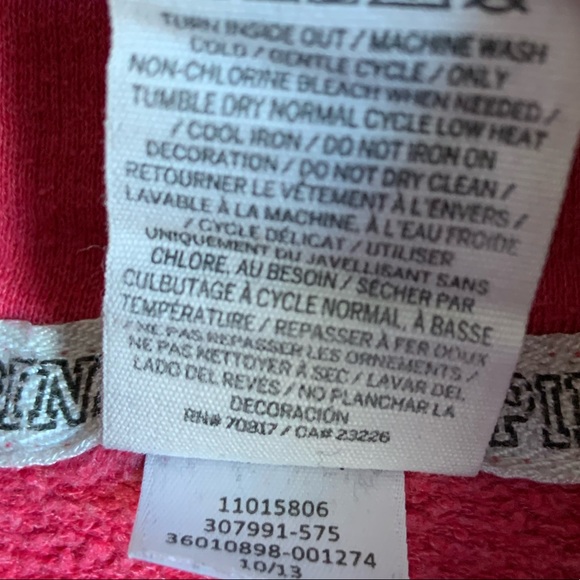 TURN INSIDE OUT / MACHINE WASH
COLD / GENTLE CYCLE / ONLY
NON-CHLORINE BLEACH WHEN NEEDED /
TUMBLE DRY NORMAL CYCLE LOW HEAT
/ COOL IRON / DO NOT IRON ON
DECORATION / DO NOT DRY CLEAN /
RETOURNER LE VÊTEMENT À L'ENVERS /
LAVABLE À LA MACHINE, À L'EAU FROIDE
/ CYCLE DÉLICAT / UTILISER
UNIQUEMENT DU JAVELLISANT SANS
CHLORE, AU BESOIN / SÉCHER PAR
CULBUTAGE À CYCLE NORMAL, À BASSE
TEMPÉRATURE / REPASSER À FER DOUX
/ NE PAS REPASSER LES ORNEMENTS /
NE PAS NETTOYER À SEC / LAVAR DEL
LADO DEL REVÉS / NO PLANCHAR LA
DECORACIÓN
RN# 70817 / CA# 23226
PIN
PI
11015806
307991-575
36010898-001274
10/13